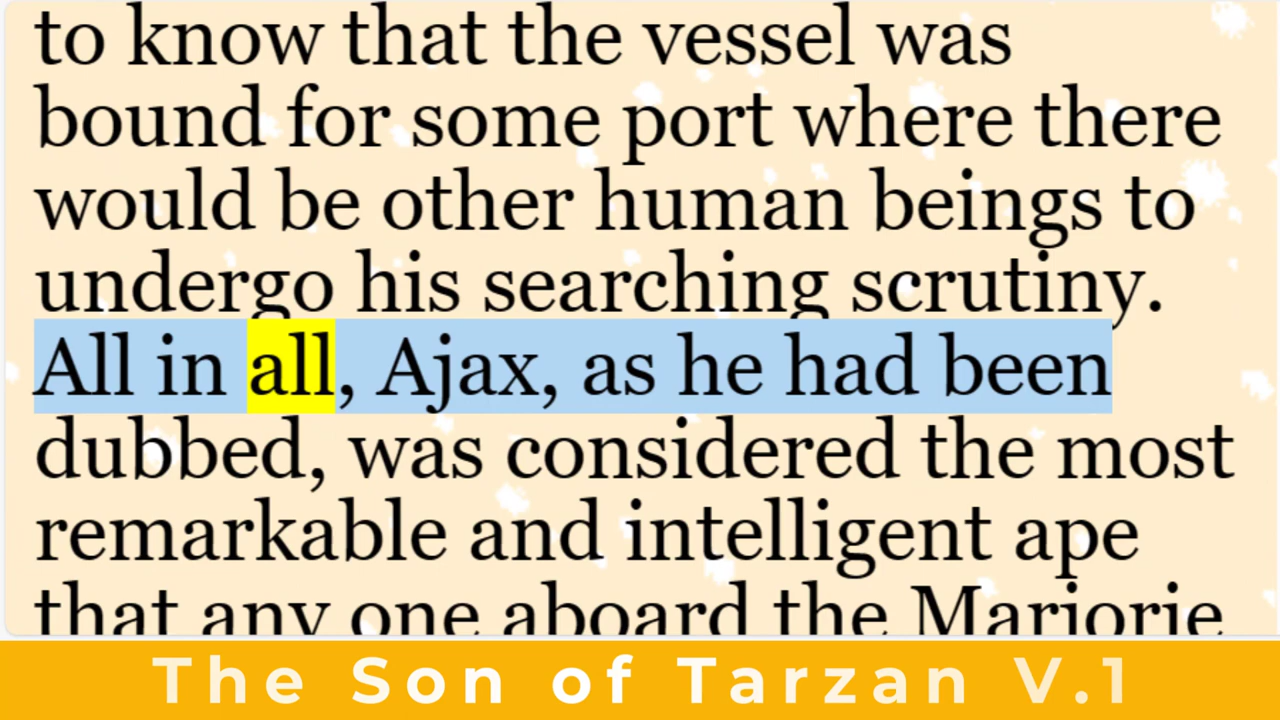 to know that the vessel was
bound for some port where there
would be other human beings to
undergo his searching scrutiny.
All in all, Ajax, as he had been
dubbed, was considered the most
remarkable and intelligent ape
that any one aboard the Marjorie
The Son of Tarzan V.1